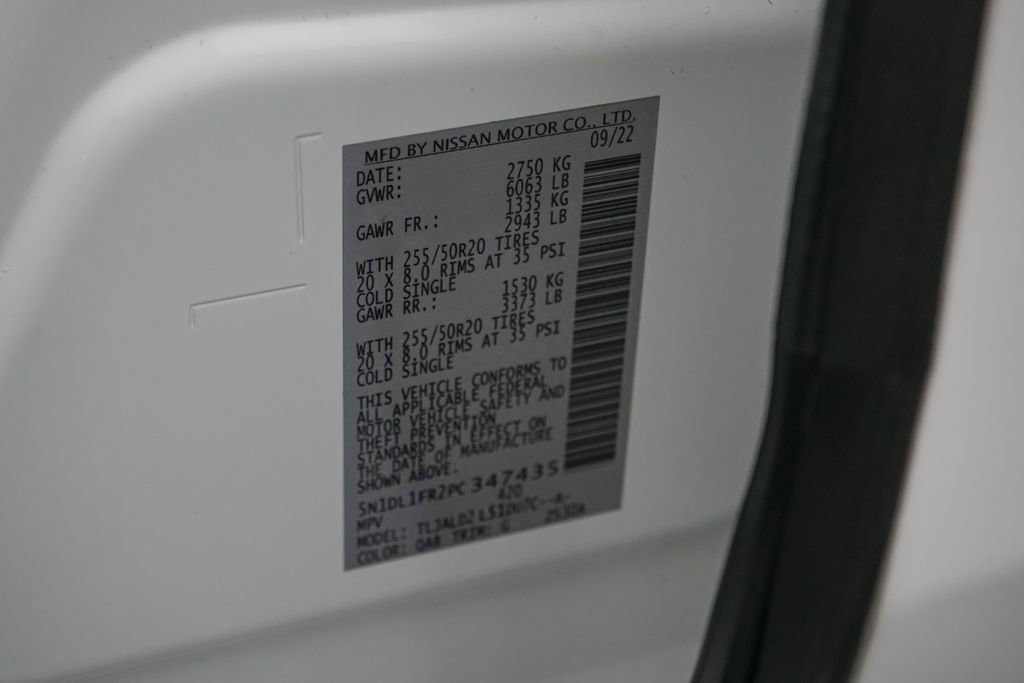 MFD BY NISSAN MOTOR CO., LTD.
DATE: 09/22
GVWR: 2750 KG
6063 LB
GAWR FR.: 1335 KG
2943 LB
WITH 255/50R20 TIRES
20 X 8.0 RIMS AT 35 PSI
COLD SINGLE
GAWR RR.: 1530 KG
3373 LB
WITH 255/50R20 TIRES
20 X 8.0 RIMS AT 35 PSI
COLD SINGLE
THIS VEHICLE CONFORMS TO
ALL APPLICABLE FEDERAL
MOTOR VEHICLE SAFETY AND
THEFT PREVENTION
STANDARDS IN EFFECT ON
THE DATE OF MANUFACTURE
SHOWN ABOVE.
5N1DL1FR2PC347435
MPV 420
MODEL:
COLOR: QAB TRIM: G